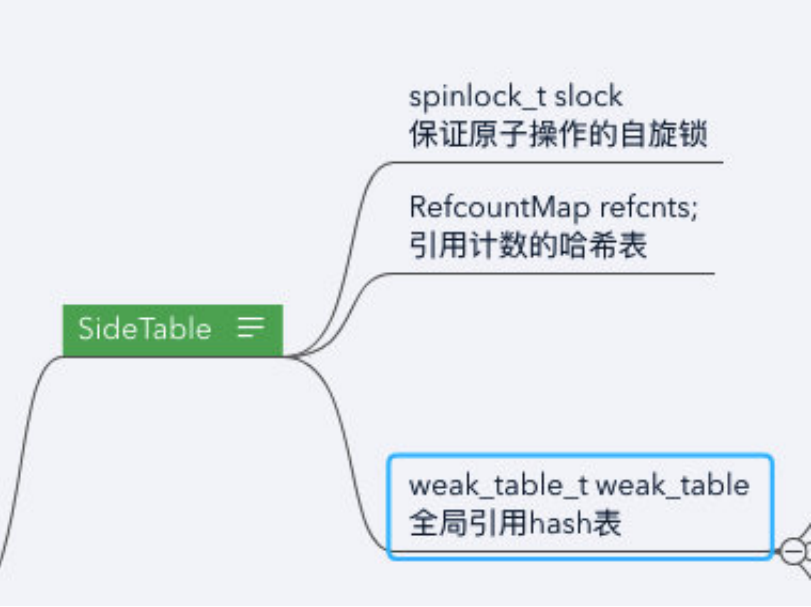 spinlock_t slock
保证原子操作的自旋锁
RefcountMap refcnts;
引用计数的哈希表
SideTable
weak_table_t weak_table
全局引用hash表